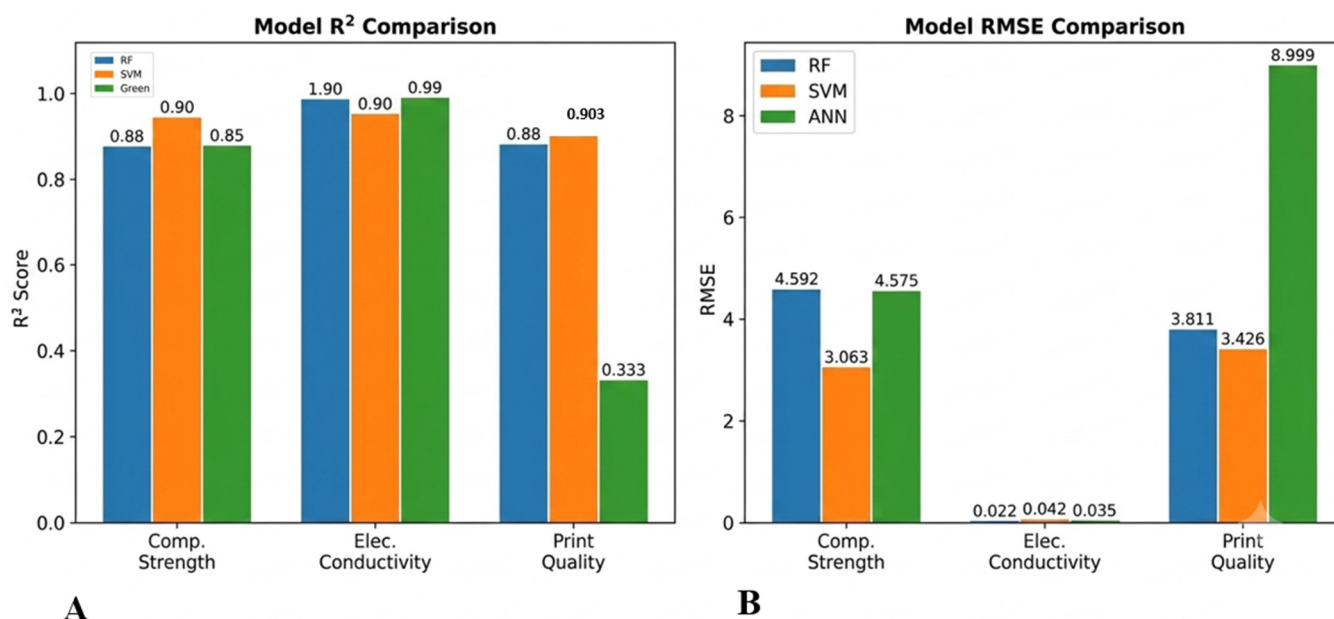 Model R² Comparison
RF
SVM
Green
R² Score
1.0
0.8
0.6
0.4
0.2
0.0
0.88
0.90
0.85
1.90
0.90
0.99
0.88
0.903
0.333
Comp.
Strength
Elec.
Conductivity
Print
Quality
A
Model RMSE Comparison
RF
SVM
ANN
RMSE
8
6
4
2
0
4.592
3.063
4.575
0.022
0.042
0.035
3.811
3.426
8.999
Comp.
Strength
Elec.
Conductivity
Print
Quality
B